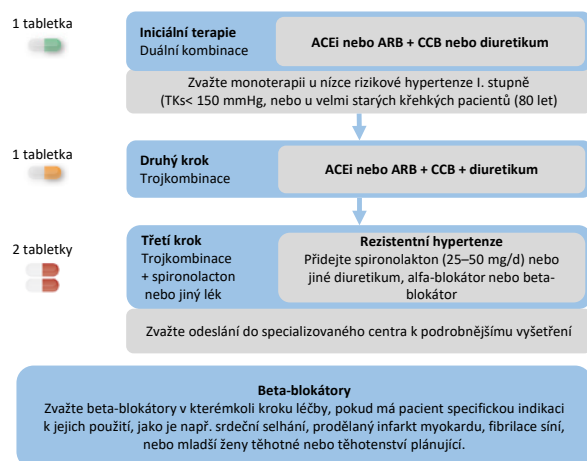 1 tabletka
Iniciální terapie
Duální kombinace
ACEi nebo ARB + CCB nebo diuretikum
Zvažte monoterapii u nízce rizikové hypertenze I. stupně
(TKs< 150 mmHg, nebo u velmi starých křehkých pacientů (80 let)
1 tabletka
Druhý krok
Trojkombinace
ACEi nebo ARB + CCB + diuretikum
2 tabletky
Třetí krok
Trojkombinace
+ spironolacton
nebo jiný lék
Rezistentní hypertenze
Přidejte spironolakton (25–50 mg/d) nebo
jiné diuretikum, alfa-blokátor nebo beta-
blokátor
Zvažte odeslání do specializovaného centra k podrobnějšímu vyšetření
Beta-blokátory
Zvažte beta-blokátory v kterémkoli kroku léčby, pokud má pacient specifickou indikaci
k jejich použití, jako je např. srdeční selhání, prodělaný infarkt myokardu, fibrilace síní,
nebo mladší ženy těhotné nebo těhotenství plánující.